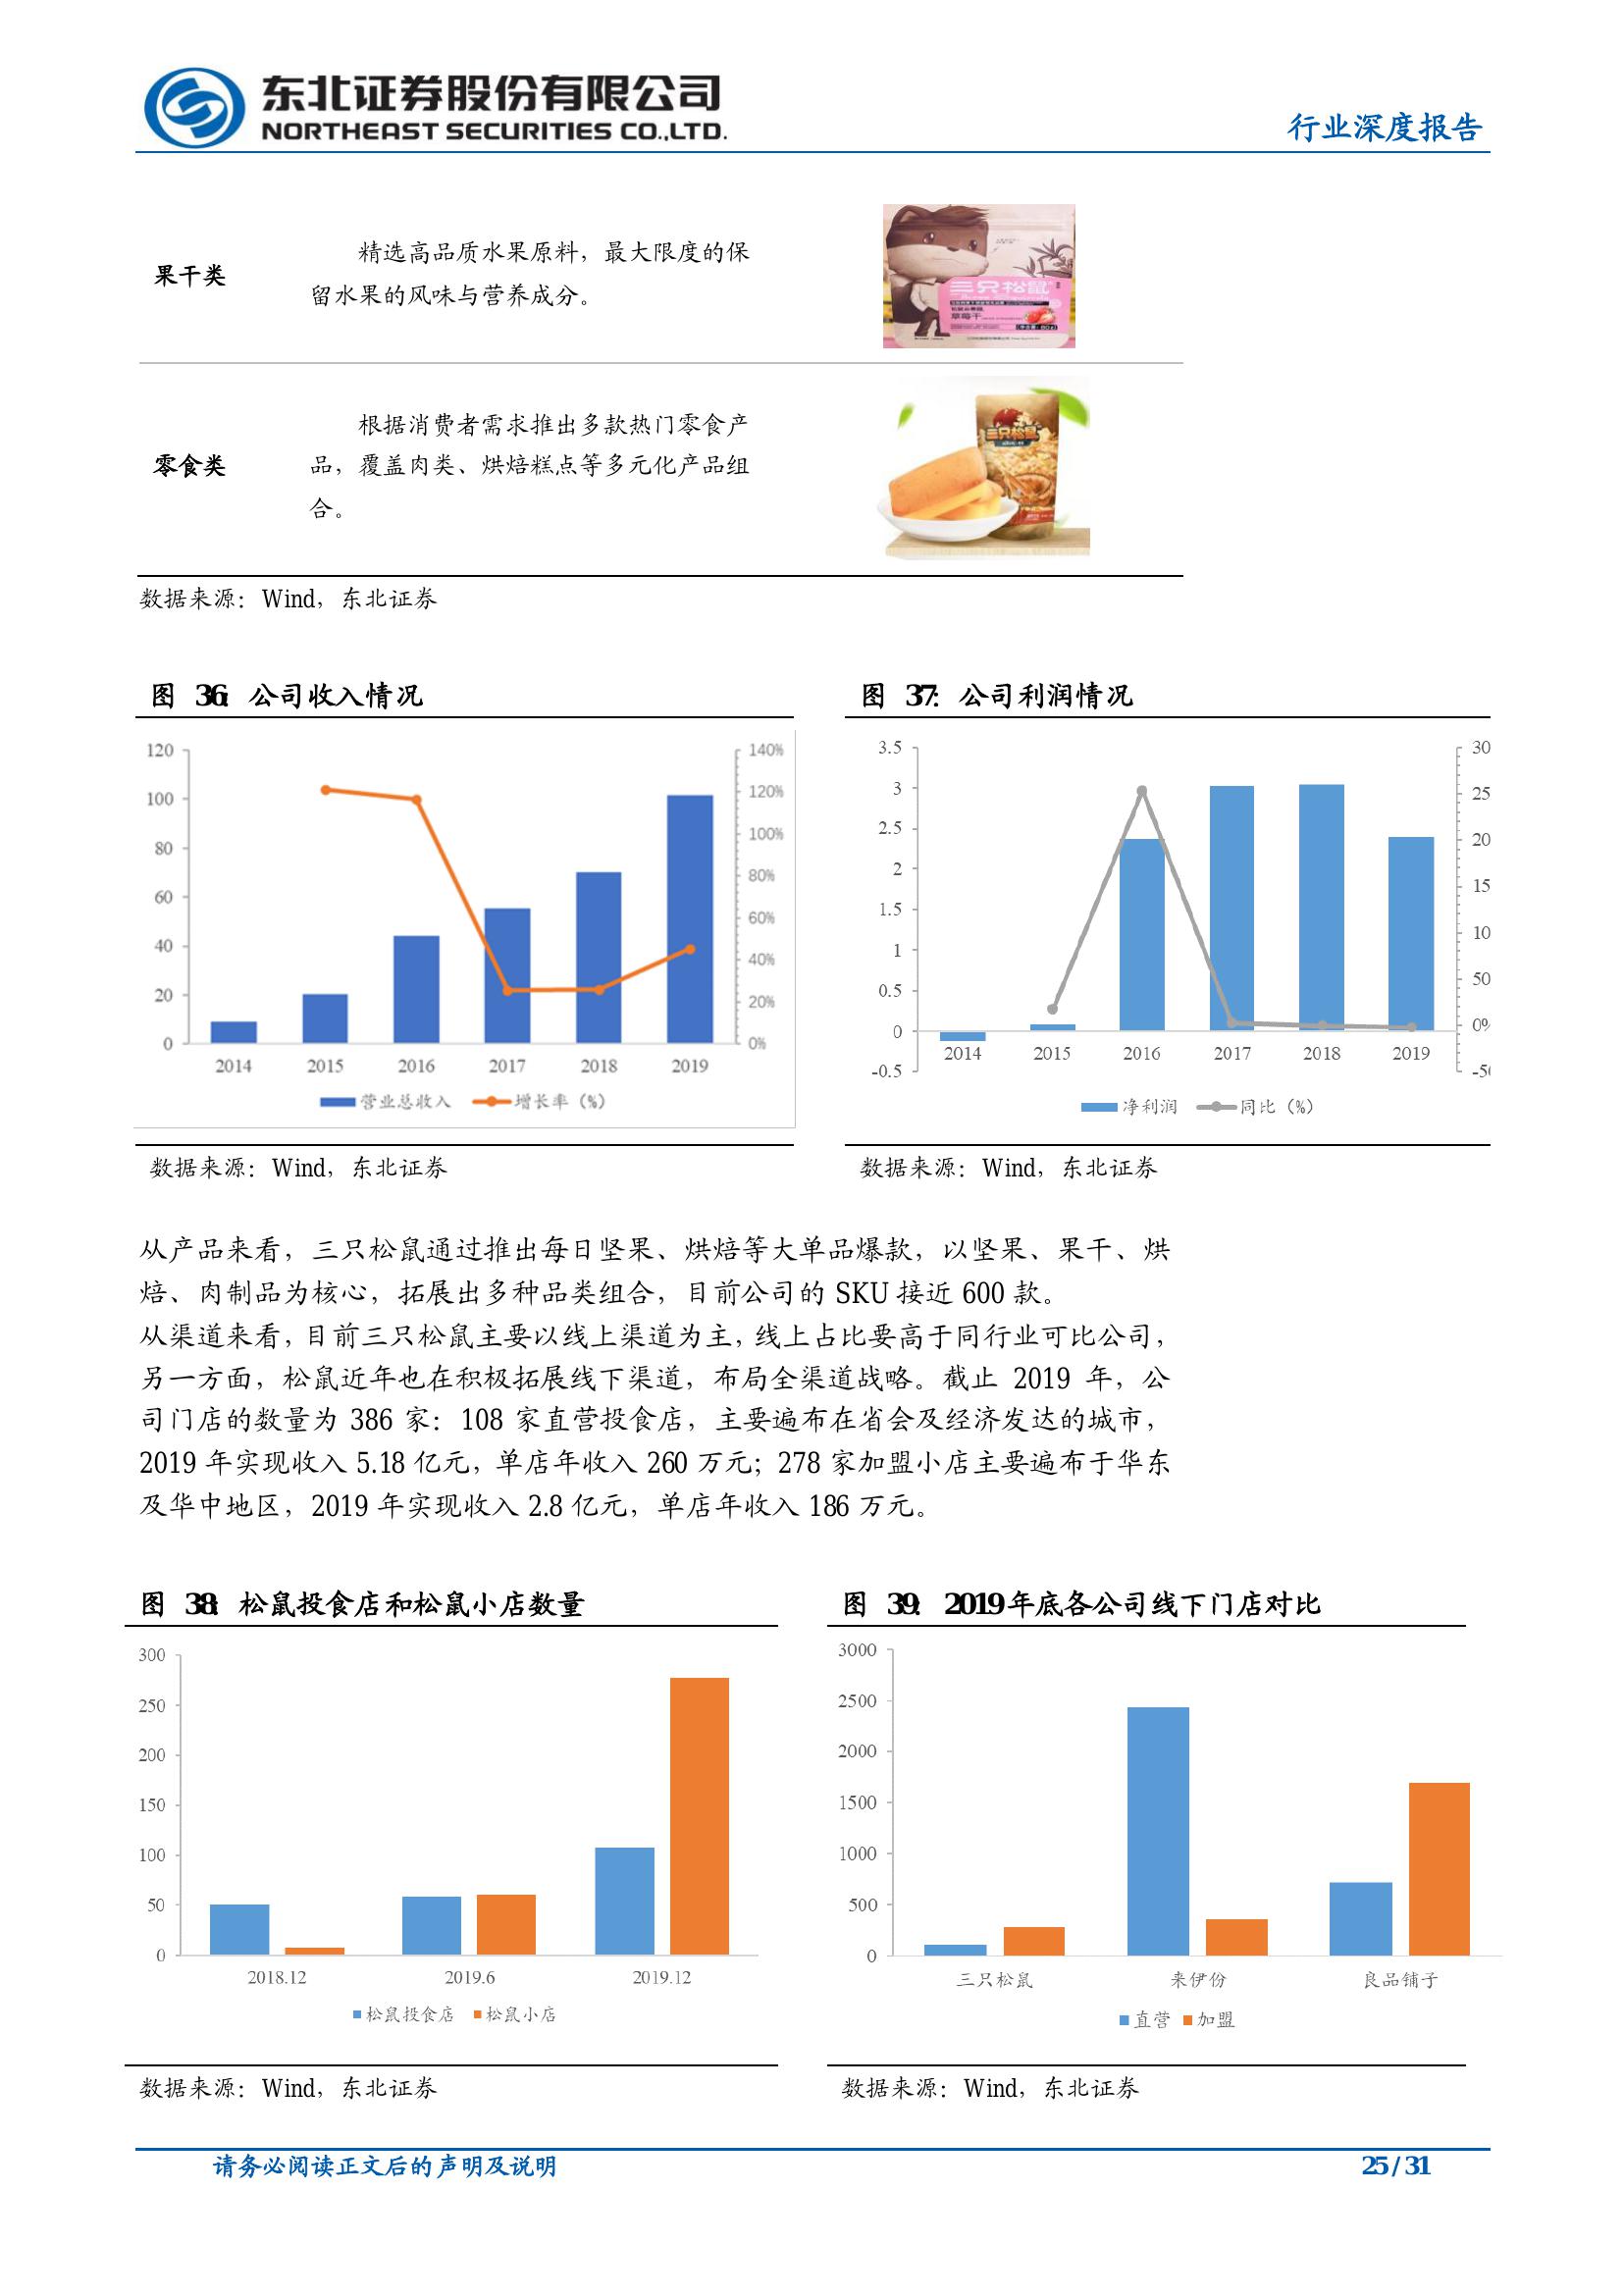 东北证券股份有限公司
NORTHEAST SECURITIES CO.,LTD.
行业深度报告
果干类
精选高品质水果原料，最大限度的保
留水果的风味与营养成分。
三只松鼠
草莓干
零食类
根据消费者需求推出多款热门零食产
品，覆盖肉类、烘焙糕点等多元化产品组
合。
三只松鼠
数据来源：Wind，东北证券
图 36：公司收入情况
120
100
80
60
40
20
0
140%
120%
100%
80%
60%
40%
20%
0%
2014 2015 2016 2017 2018 2019
营业总收入 增长率（%）
数据来源：Wind，东北证券
图 37：公司利润情况
3.5
3
2.5
2
1.5
1
0.5
0
-0.5
30
25
20
15
10
50
0%
-50
2014 2015 2016 2017 2018 2019
净利润 同比（%）
数据来源：Wind，东北证券
从产品来看，三只松鼠通过推出每日坚果、烘焙等大单品爆款，以坚果、果干、烘
焙、肉制品为核心，拓展出多种品类组合，目前公司的 SKU 接近 600 款。
从渠道来看，目前三只松鼠主要以线上渠道为主，线上占比要高于同行业可比公司，
另一方面，松鼠近年也在积极拓展线下渠道，布局全渠道战略。截止 2019 年，公
司门店的数量为 386 家：108 家直营投食店，主要遍布在省会及经济发达的城市，
2019 年实现收入 5.18 亿元，单店年收入 260 万元；278 家加盟小店主要遍布于华东
及华中地区，2019 年实现收入 2.8 亿元，单店年收入 186 万元。
图 38：松鼠投食店和松鼠小店数量
300
250
200
150
100
50
0
2018.12 2019.6 2019.12
松鼠投食店 松鼠小店
数据来源：Wind，东北证券
图 39：2019 年底各公司线下门店对比
3000
2500
2000
1500
1000
500
0
三只松鼠 来伊份 良品铺子
直营 加盟
数据来源：Wind，东北证券
请务必阅读正文后的声明及说明
25 / 31